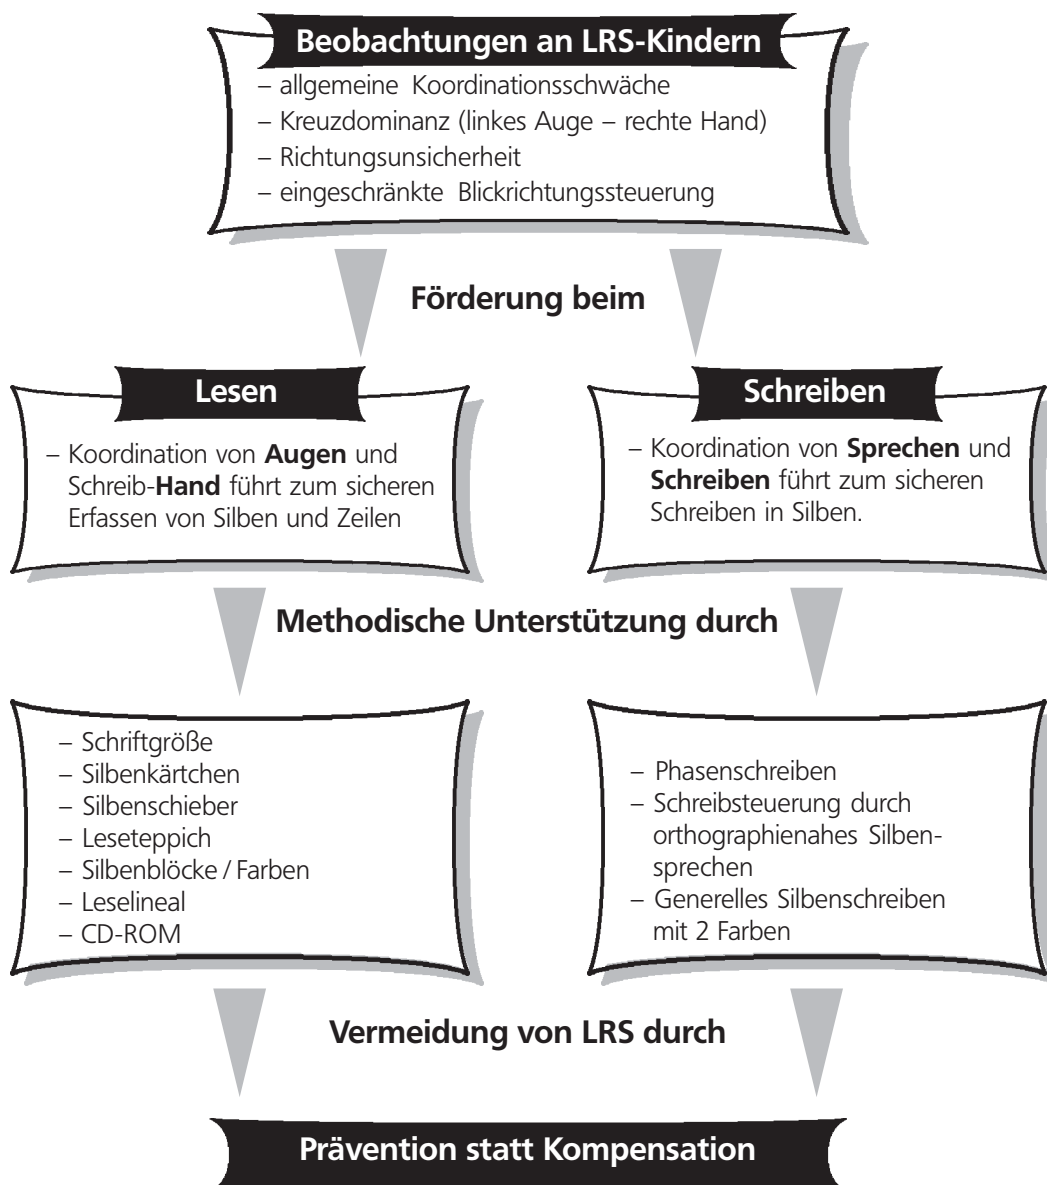 Beobachtungen an LRS-Kindern
– allgemeine Koordinationsschwäche
– Kreuzdominanz (linkes Auge – rechte Hand)
– Richtungsunsicherheit
– eingeschränkte Blickrichtungssteuerung
Förderung beim
Lesen
– Koordination von Augen und
Schreib-Hand führt zum sicheren
Erfassen von Silben und Zeilen
Schreiben
– Koordination von Sprechen und
Schreiben führt zum sicheren
Schreiben in Silben.
Methodische Unterstützung durch
– Schriftgröße
– Silbenkärtchen
– Silbenschieber
– Leseteppich
– Silbenblöcke / Farben
– Leselineal
– CD-ROM
– Phasenschreiben
– Schreibsteuerung durch
orthographienahes Silben-
sprechen
– Generelles Silbenschreiben
mit 2 Farben
Vermeidung von LRS durch
Prävention statt Kompensation